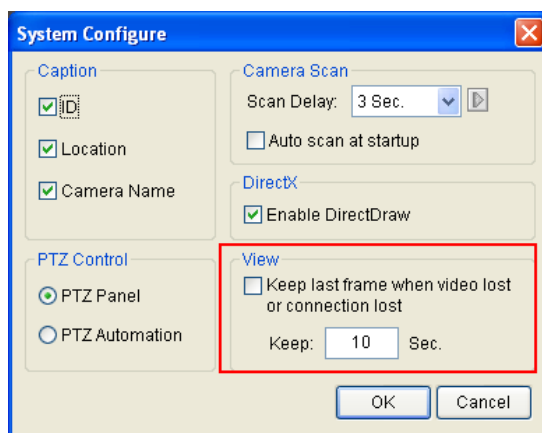 System Configure
Caption
ID
Location
Camera Name
Camera Scan
Scan Delay: 3 Sec.
Auto scan at startup
DirectX
Enable DirectDraw
PTZ Control
PTZ Panel
PTZ Automation
View
Keep last frame when video lost
or connection lost
Keep: 10 Sec.
OK Cancel